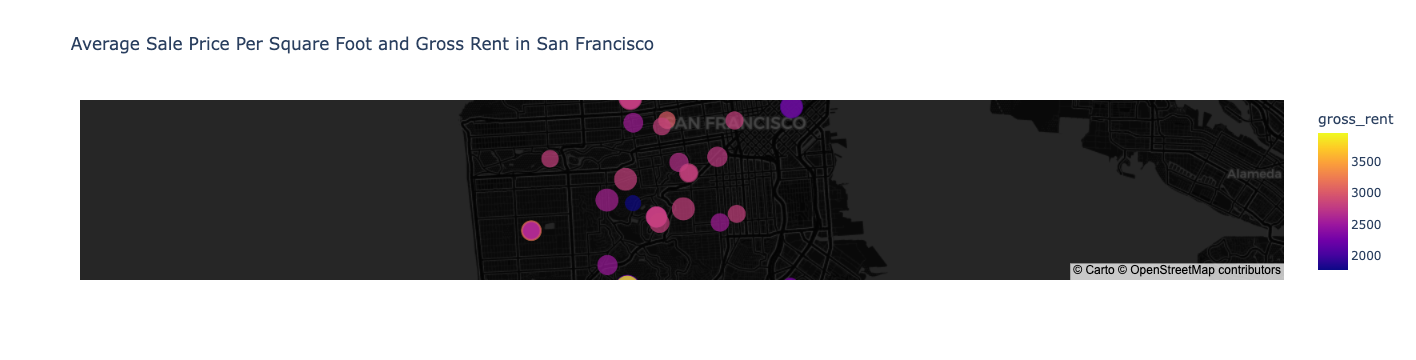 Average Sale Price Per Square Foot and Gross Rent in San Francisco
gross_rent
SAN FRANCISCO
3500
Alameda
3000
2500
2000
© Carto © OpenStreetMap contributors